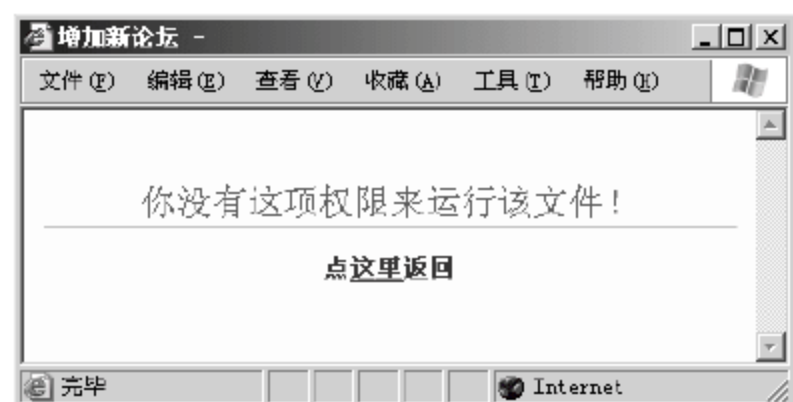 增加新论坛 -
文件(F) 编辑(E) 查看(V) 收藏(A) 工具(T) 帮助(H)
你没有这项权限来运行该文件！
点这里返回
完毕 Internet